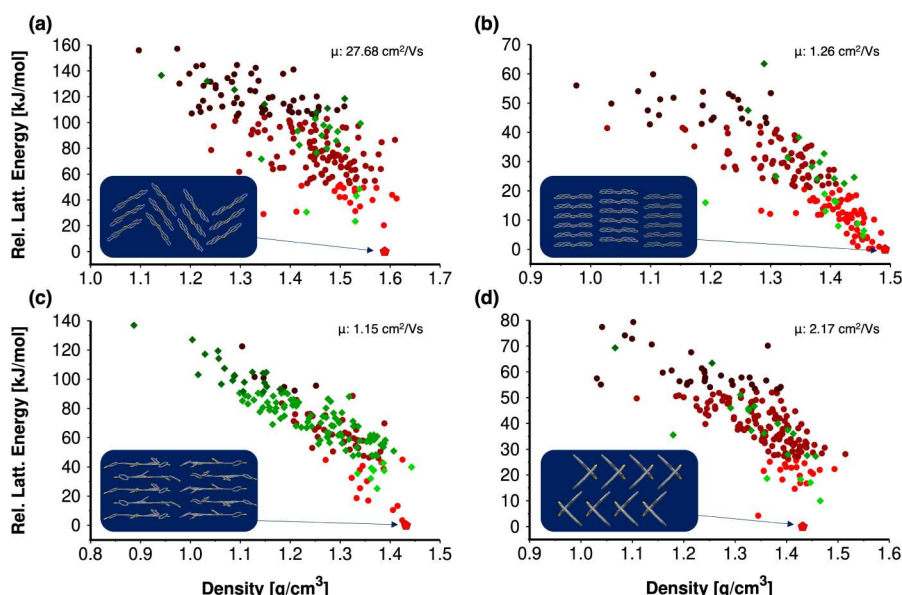 (a)
μ: 27.68 cm²/Vs
Rel. Latt. Energy [kJ/mol]
160
140
120
100
80
60
40
20
0
1.0 1.1 1.2 1.3 1.4 1.5 1.6 1.7
(b)
μ: 1.26 cm²/Vs
70
60
50
40
30
20
10
0
0.9 1.0 1.1 1.2 1.3 1.4 1.5
(c)
μ: 1.15 cm²/Vs
Rel. Latt. Energy [kJ/mol]
140
120
100
80
60
40
20
0
0.8 0.9 1.0 1.1 1.2 1.3 1.4 1.5
Density [g/cm³]
(d)
μ: 2.17 cm²/Vs
80
70
60
50
40
30
20
10
0
0.9 1.0 1.1 1.2 1.3 1.4 1.5 1.6
Density [g/cm³]